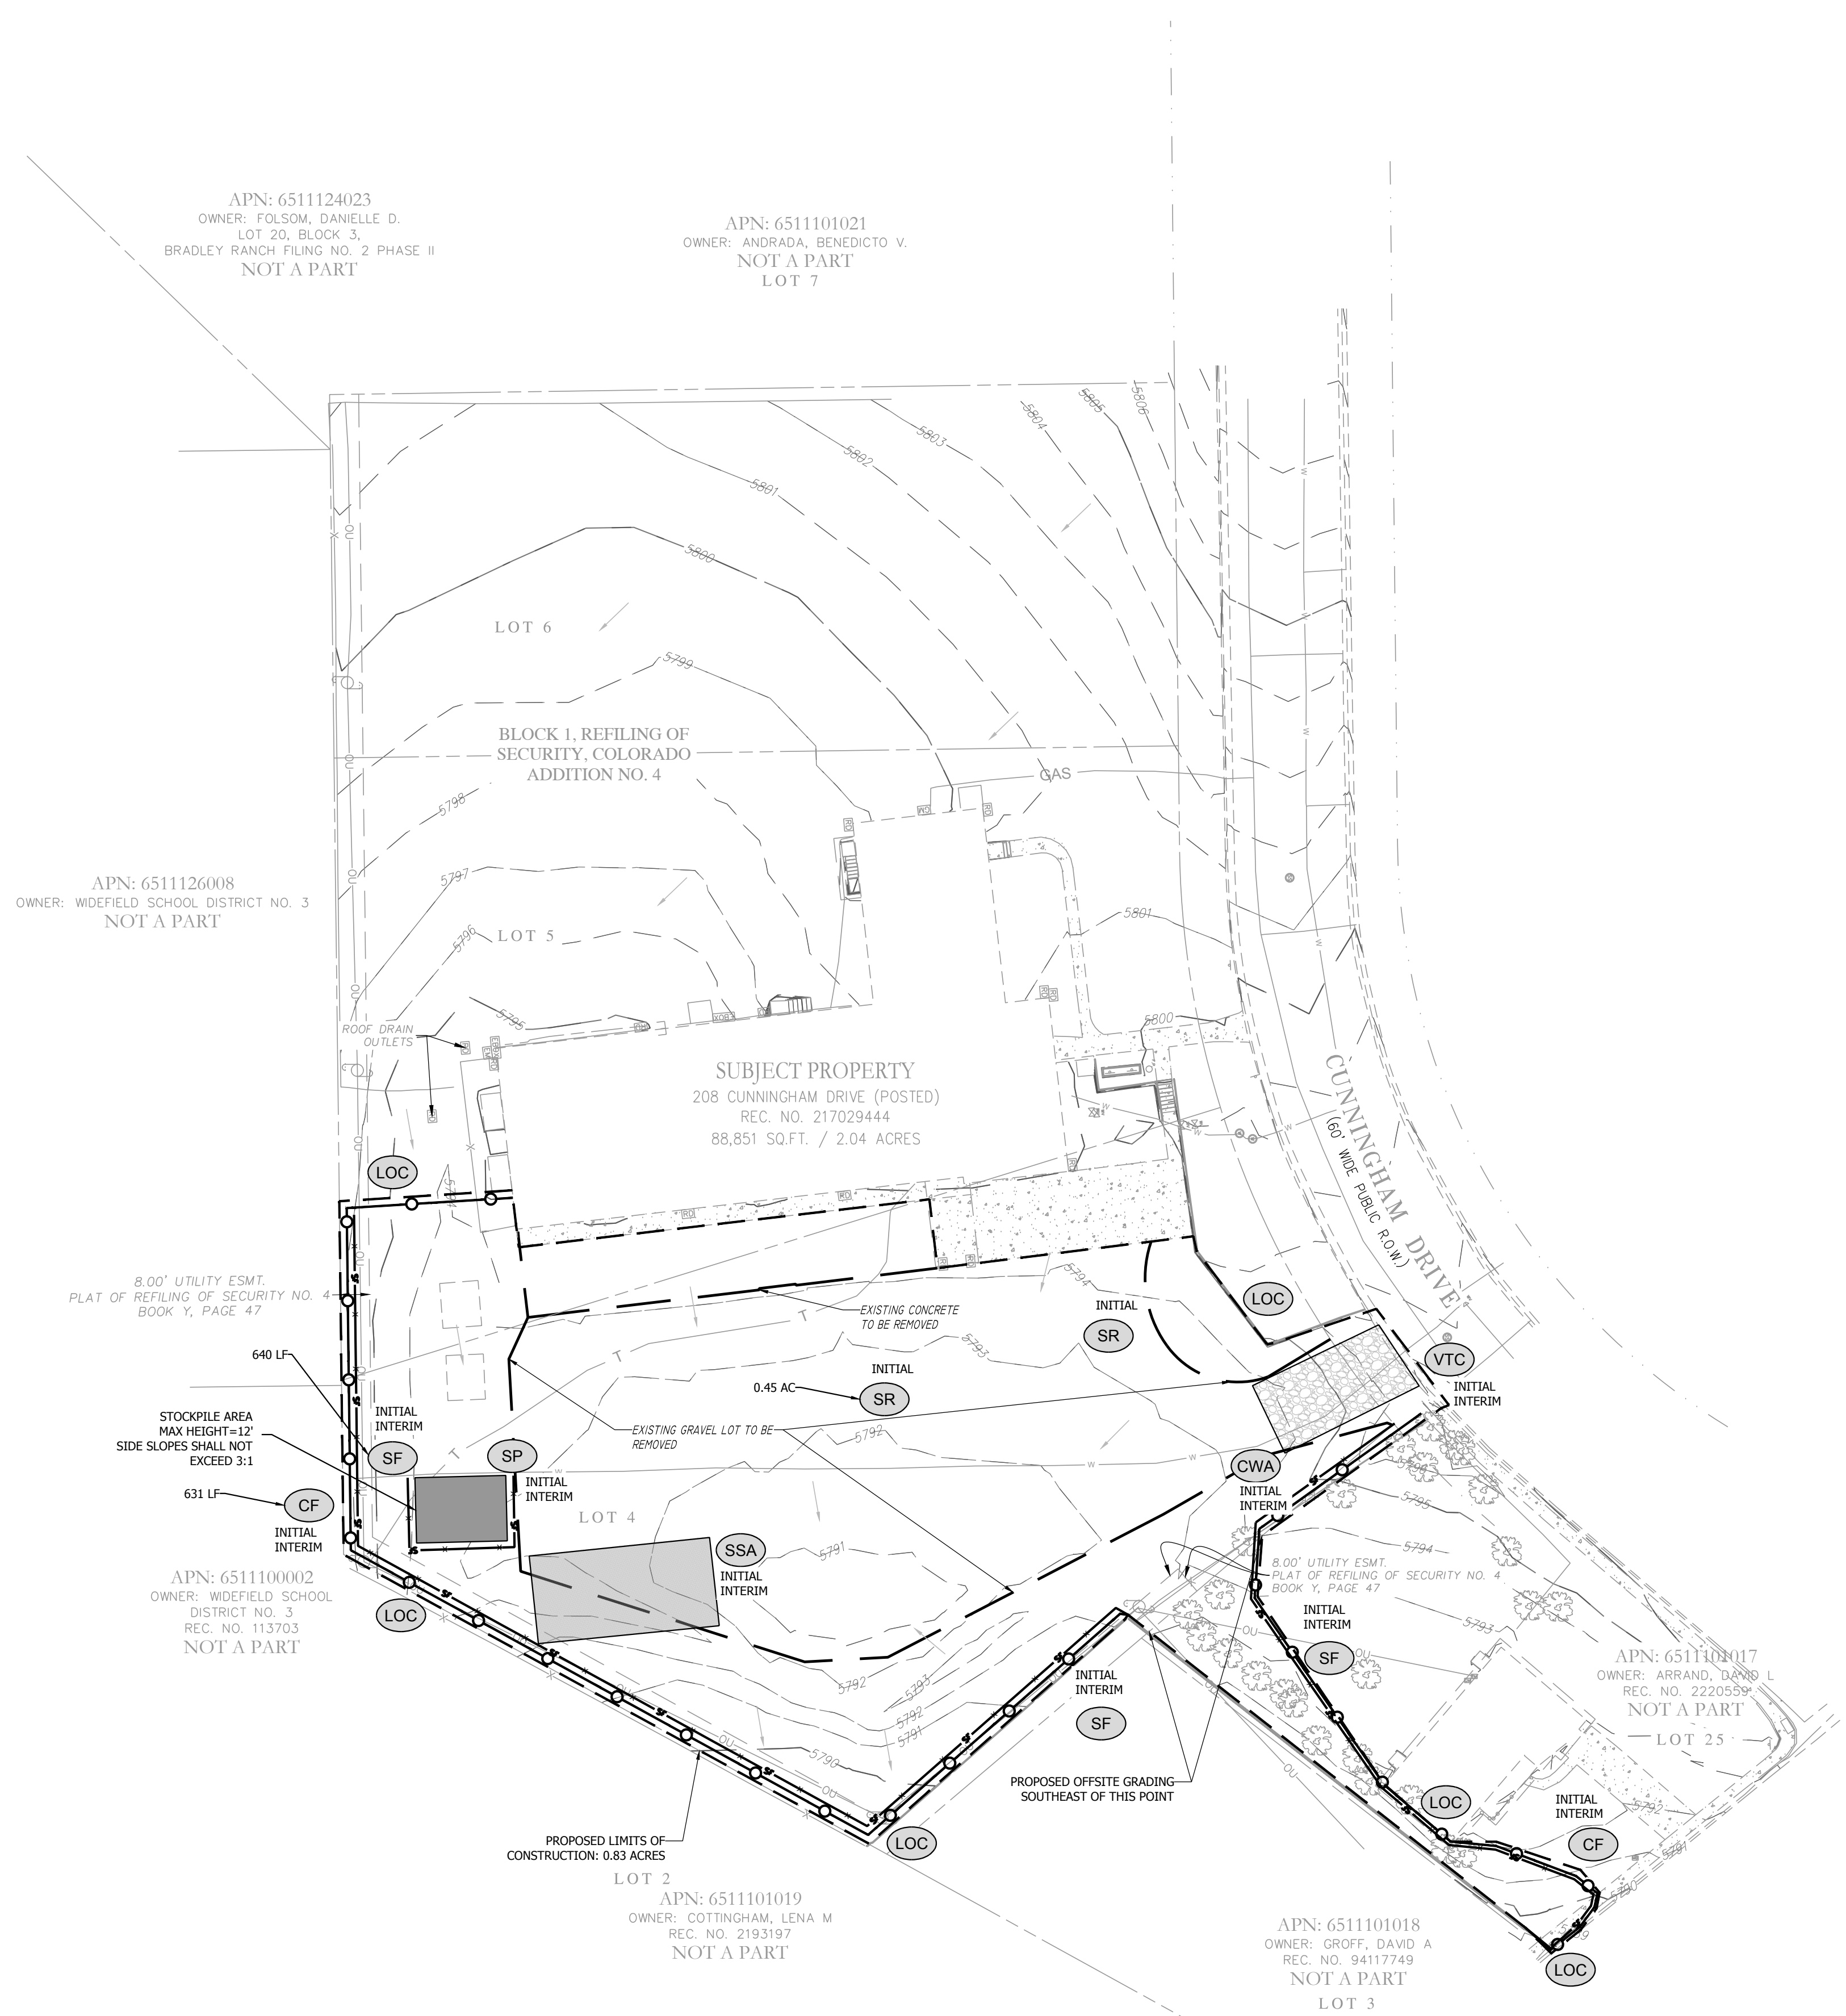 APN: 6511124023
OWNER: FOLSOM, DANIELLE D.
LOT 20, BLOCK 3,
BRADLEY RANCH FILING NO. 2 PHASE II
NOT A PART
APN: 6511101021
OWNER: ANDRADA, BENEDICTO V.
NOT A PART
LOT 7
5806
5805
5804
5803
5802
5801
5800
5799
LOT 6
BLOCK 1, REFILING OF
SECURITY, COLORADO
ADDITION NO. 4
GAS
GM
RD
RD
5798
5797
5796
LOT 5
5801
APN: 6511126008
OWNER: WIDEFIELD SCHOOL DISTRICT NO. 3
NOT A PART
5795
ROOF DRAIN
OUTLETS
5800
SUBJECT PROPERTY
208 CUNNINGHAM DRIVE (POSTED)
REC. NO. 217029444
88,851 SQ.FT. / 2.04 ACRES
CUNNINGHAM DRIVE
(60' WIDE PUBLIC R.O.W.)
LOC
RD
RD
8.00' UTILITY ESMT.
PLAT OF REFILING OF SECURITY NO. 4
BOOK Y, PAGE 47
5794
EXISTING CONCRETE
TO BE REMOVED
INITIAL
SR
LOC
5793
640 LF
INITIAL
0.45 AC
SR
VTC
INITIAL
INTERIM
STOCKPILE AREA
MAX HEIGHT=12'
SIDE SLOPES SHALL NOT
EXCEED 3:1
INITIAL
INTERIM
SF
SP
INITIAL
INTERIM
EXISTING GRAVEL LOT TO BE
REMOVED
5792
CWA
INITIAL
INTERIM
631 LF
CF
INITIAL
INTERIM
LOT 4
5795
5794
SSA
INITIAL
INTERIM
5791
8.00' UTILITY ESMT.
PLAT OF REFILING OF SECURITY NO. 4
BOOK Y, PAGE 47
APN: 6511100002
OWNER: WIDEFIELD SCHOOL
DISTRICT NO. 3
REC. NO. 113703
NOT A PART
LOC
INITIAL
INTERIM
SF
5793
APN: 6511101017
OWNER: ARRAND, DAVID L
REC. NO. 2220559
NOT A PART
LOT 25
5792
5793
5792
5791
5790
INITIAL
INTERIM
SF
PROPOSED OFFSITE GRADING
SOUTHEAST OF THIS POINT
LOC
INITIAL
INTERIM
CF
5792
5791
5790
PROPOSED LIMITS OF
CONSTRUCTION: 0.83 ACRES
LOC
LOT 2
APN: 6511101019
OWNER: COTTINGHAM, LENA M
REC. NO. 2193197
NOT A PART
APN: 6511101018
OWNER: GROFF, DAVID A
REC. NO. 94117749
NOT A PART
LOT 3
LOC